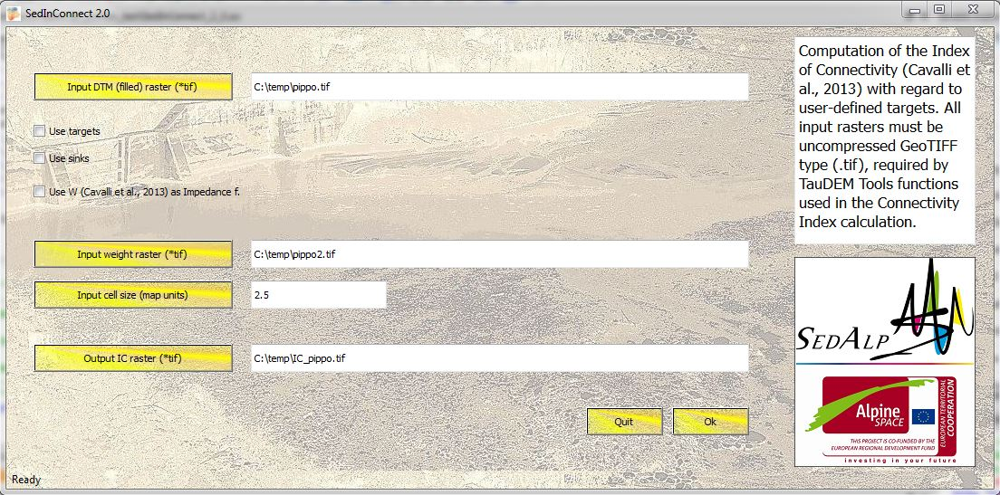 SedInConnect 2.0
Input DTM (filled) raster (*tif)
C:\temp\pippo.tif
Use targets
Use sinks
Use W (Cavalli et al., 2013) as Impedance f.
Input weight raster (*tif)
C:\temp\pippo2.tif
Input cell size (map units)
2.5
Output IC raster (*tif)
C:\temp\IC_pippo.tif
Quit
Ok
Ready
Computation of the Index
of Connectivity (Cavalli et
al., 2013) with regard to
user-defined targets. All
input rasters must be
uncompressed GeoTIFF
type (.tif), required by
TauDEM Tools functions
used in the Connectivity
Index calculation.
SEDALP
Alpine
SPACE
EUROPEAN TERRITORIAL
COOPERATION
THIS PROJECT IS CO-FUNDED BY THE
EUROPEAN REGIONAL DEVELOPMENT FUND
investing in your future